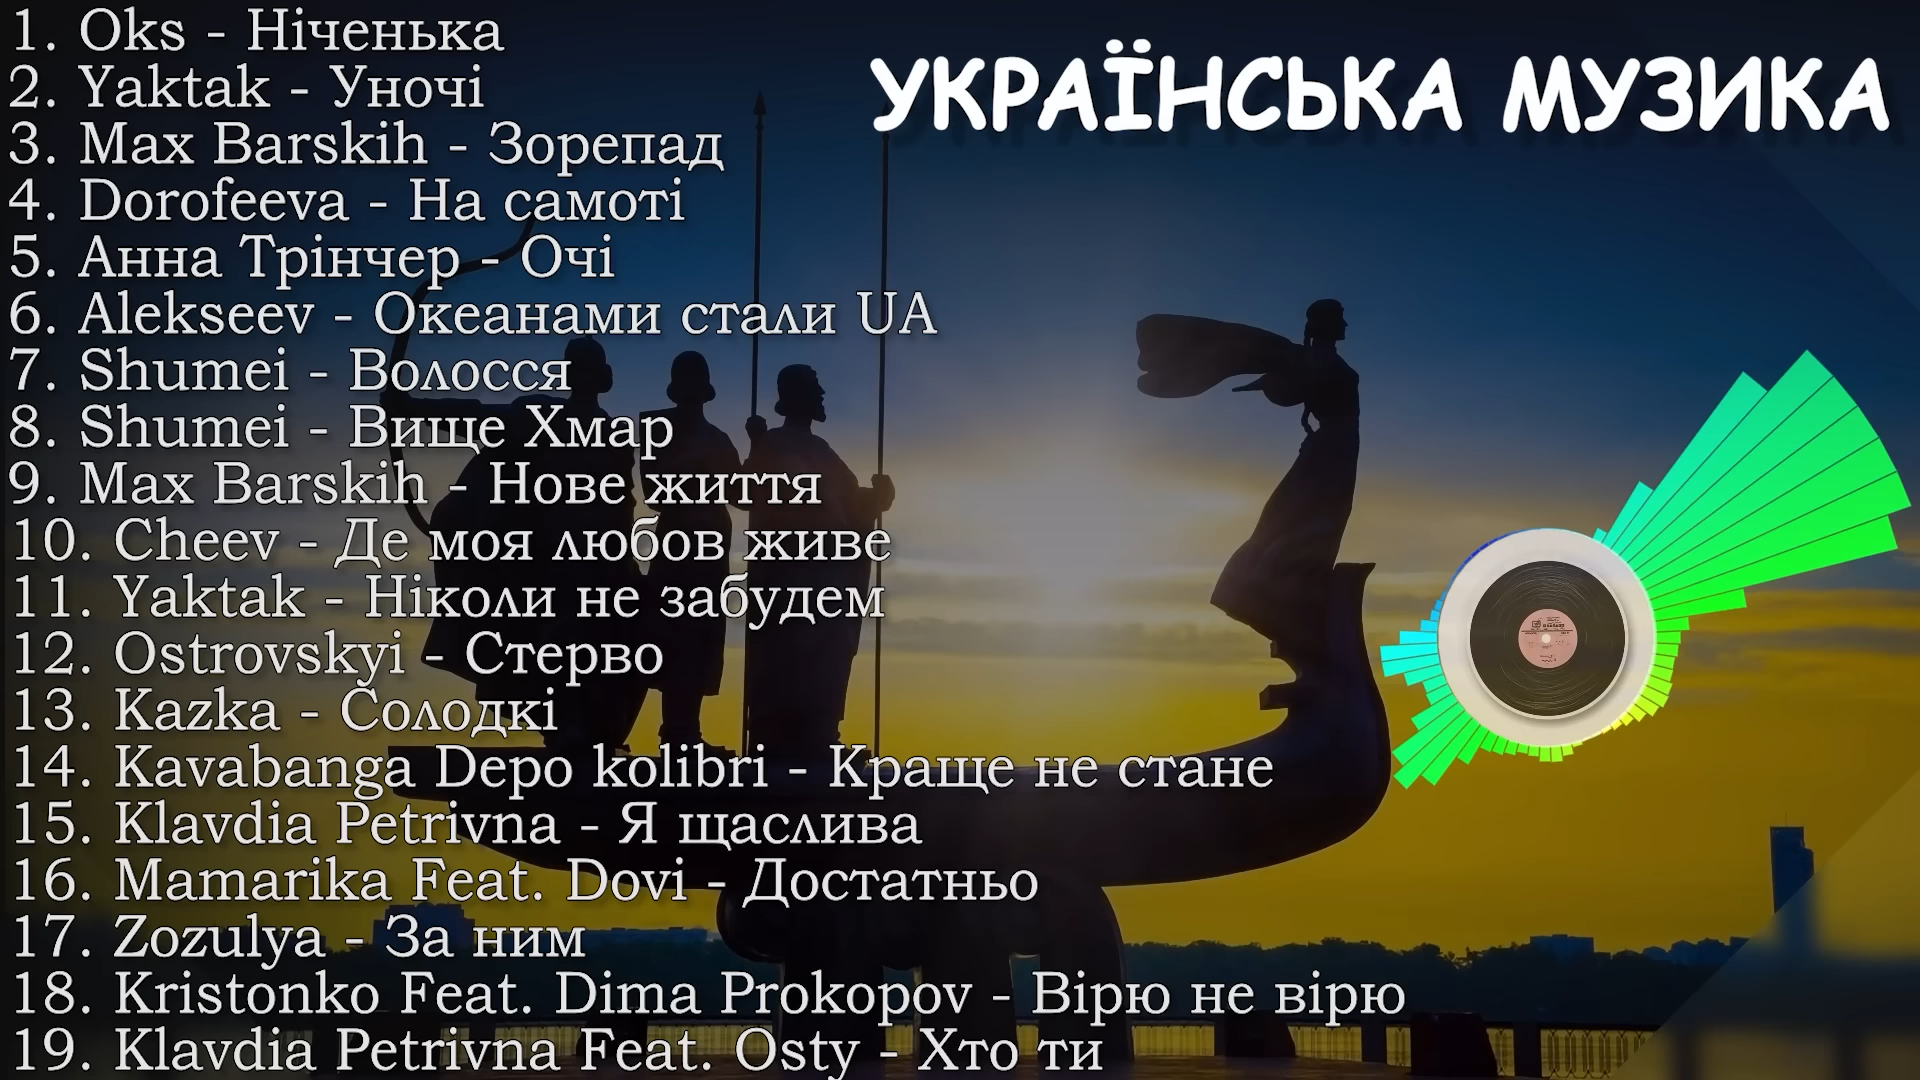 УКРАЇНСЬКА МУЗИКА
1. Oks - Ніченька
2. Yaktak - Уночі
3. Max Barskih - Зорепад
4. Dorofeeva - На самоті
5. Анна Трінчер - Очі
6. Alekseev - Океанами стали UA
7. Shumei - Волосся
8. Shumei - Вище Хмар
9. Max Barskih - Нове життя
10. Cheev - Де моя любов живе
11. Yaktak - Ніколи не забудем
12. Ostrovskyi - Стерво
13. Kazka - Солодкі
14. Kavabanga Depo kolibri - Краще не стане
15. Klavdia Petrivna - Я щаслива
16. Mamarika Feat. Dovi - Достатньо
17. Zozulya - За ним
18. Kristonko Feat. Dima Prokopov - Вірю не вірю
19. Klavdia Petrivna Feat. Osty - Хто ти